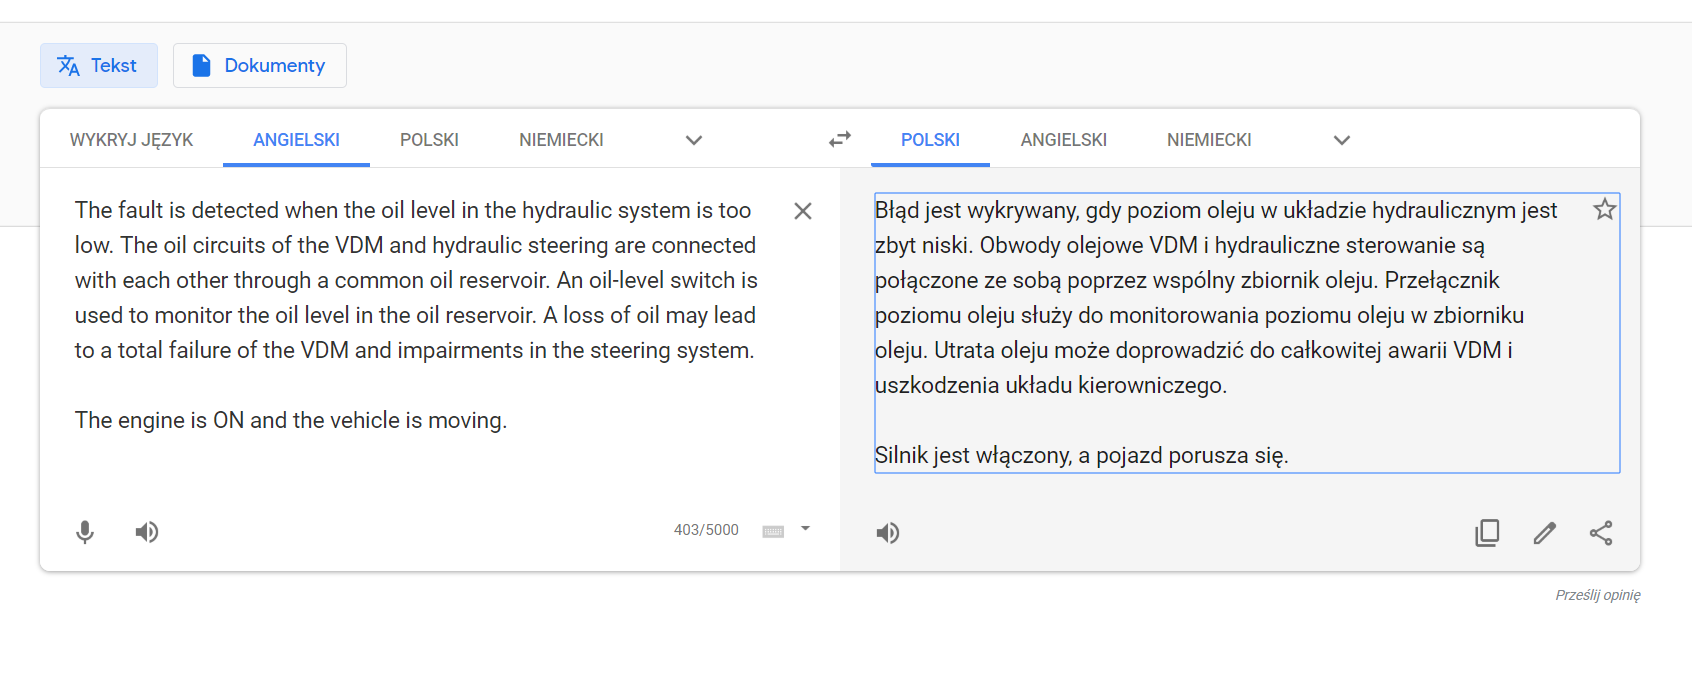 Tekst
Dokumenty
WYKRYJ JĘZYK
ANGIELSKI
POLSKI
NIEMIECKI
POLSKI
ANGIELSKI
NIEMIECKI
The fault is detected when the oil level in the hydraulic system is too
low. The oil circuits of the VDM and hydraulic steering are connected
with each other through a common oil reservoir. An oil-level switch is
used to monitor the oil level in the oil reservoir. A loss of oil may lead
to a total failure of the VDM and impairments in the steering system.
The engine is ON and the vehicle is moving.
403/5000
Błąd jest wykrywany, gdy poziom oleju w układzie hydraulicznym jest
zbyt niski. Obwody olejowe VDM i hydrauliczne sterowanie są
połączone ze sobą poprzez wspólny zbiornik oleju. Przełącznik
poziomu oleju służy do monitorowania poziomu oleju w zbiorniku
oleju. Utrata oleju może doprowadzić do całkowitej awarii VDM i
uszkodzenia układu kierowniczego.
Silnik jest włączony, a pojazd porusza się.
Prześlij opinię